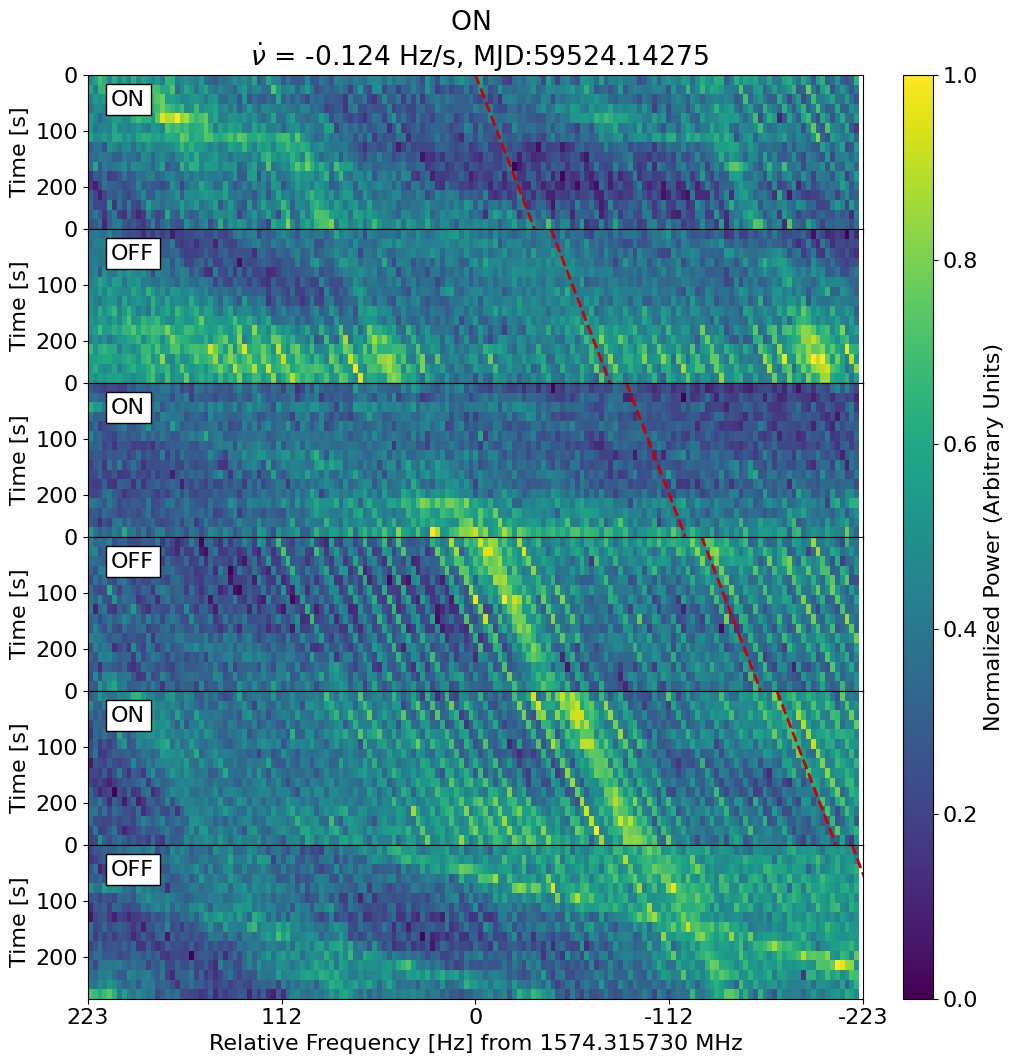 ON
ν̇ = -0.124 Hz/s, MJD:59524.14275
0
ON
100
200
Time [s]
0
OFF
100
200
Time [s]
0
ON
100
200
Time [s]
0
OFF
100
200
Time [s]
0
ON
100
200
Time [s]
0
OFF
100
200
Time [s]
223 112 0 -112 -223
Relative Frequency [Hz] from 1574.315730 MHz
1.0
0.8
0.6
0.4
0.2
0.0
Normalized Power (Arbitrary Units)